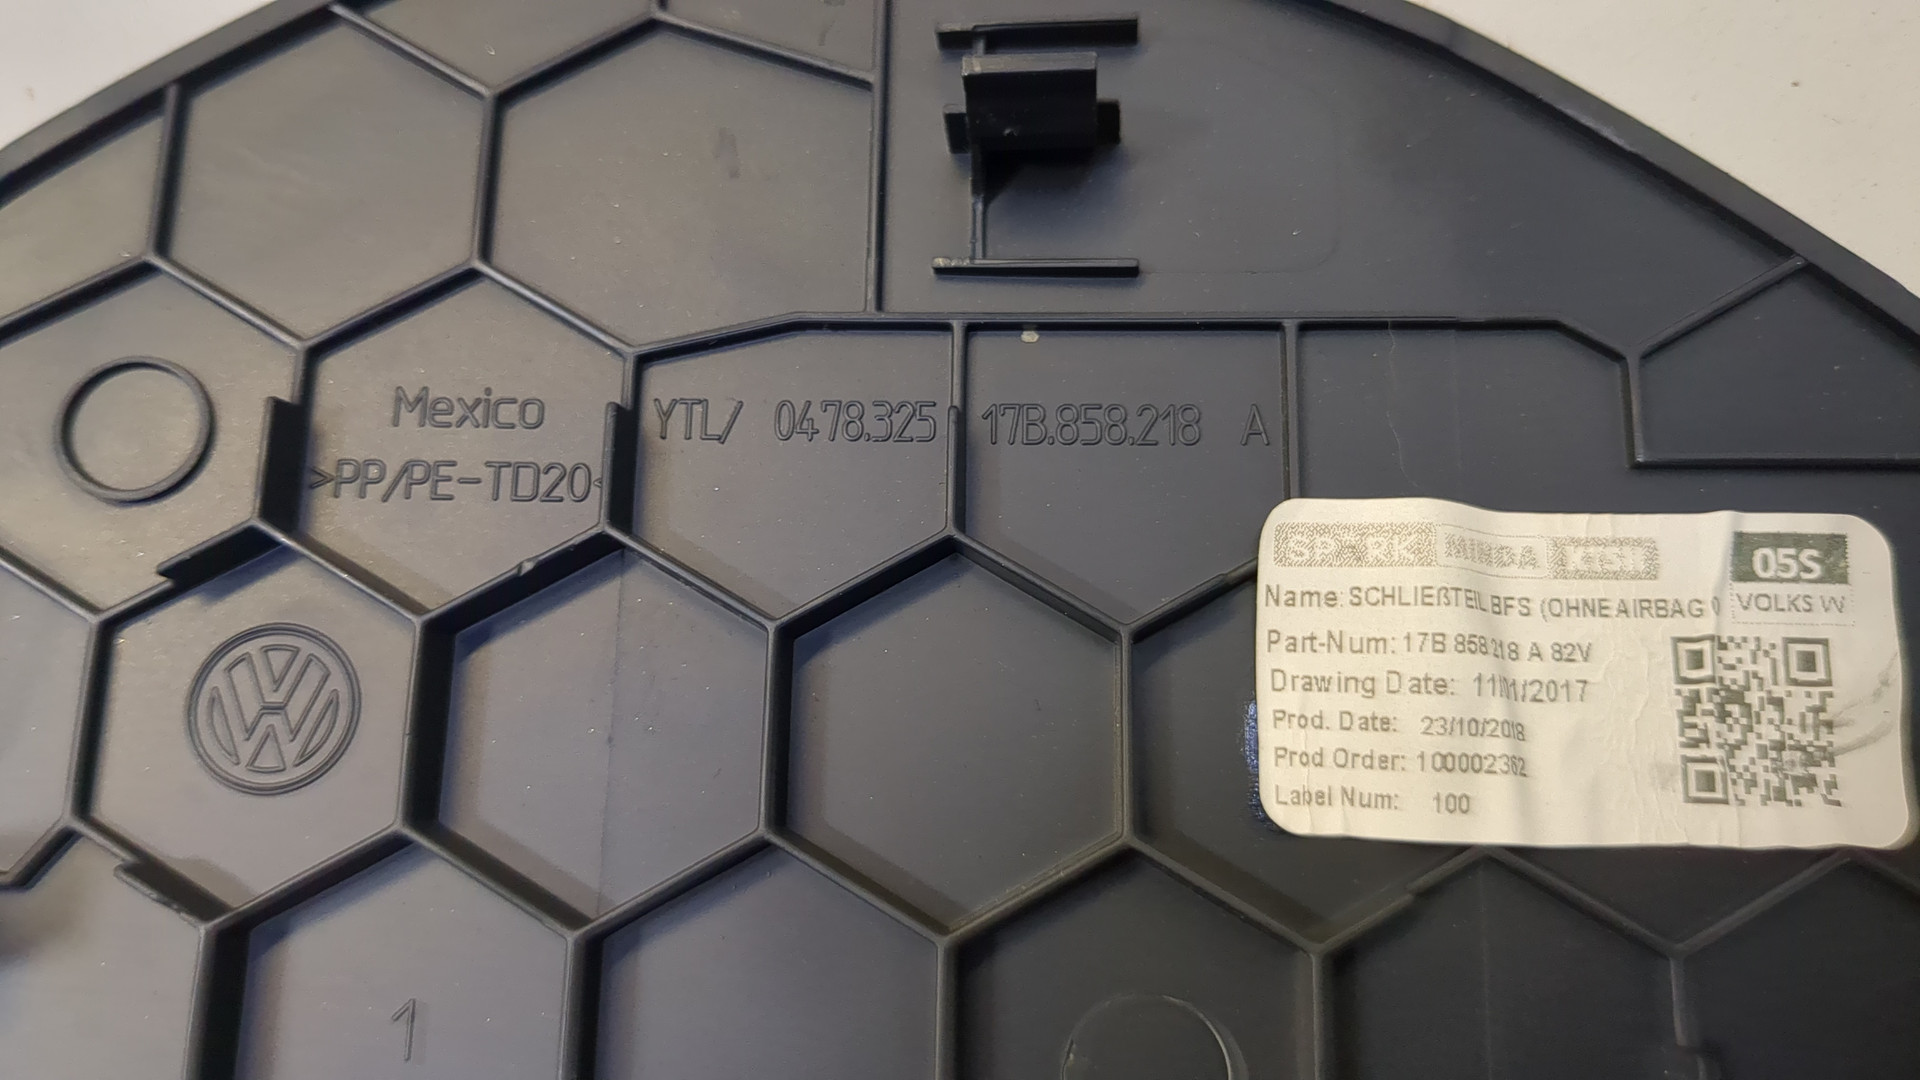 Mexico
>PP/PE-TD20<
YTL/ 0478.325
17B.858.218 A
VW
1
MINDA
05S
VOLKS W
Name: SCHLIEßTEIL BFS (OHNE AIRBAG
Part-Num: 17B 858 218 A 82V
Drawing Date: 11/01/2017
Prod. Date: 23/10/2018
Prod Order: 100002362
Label Num: 100